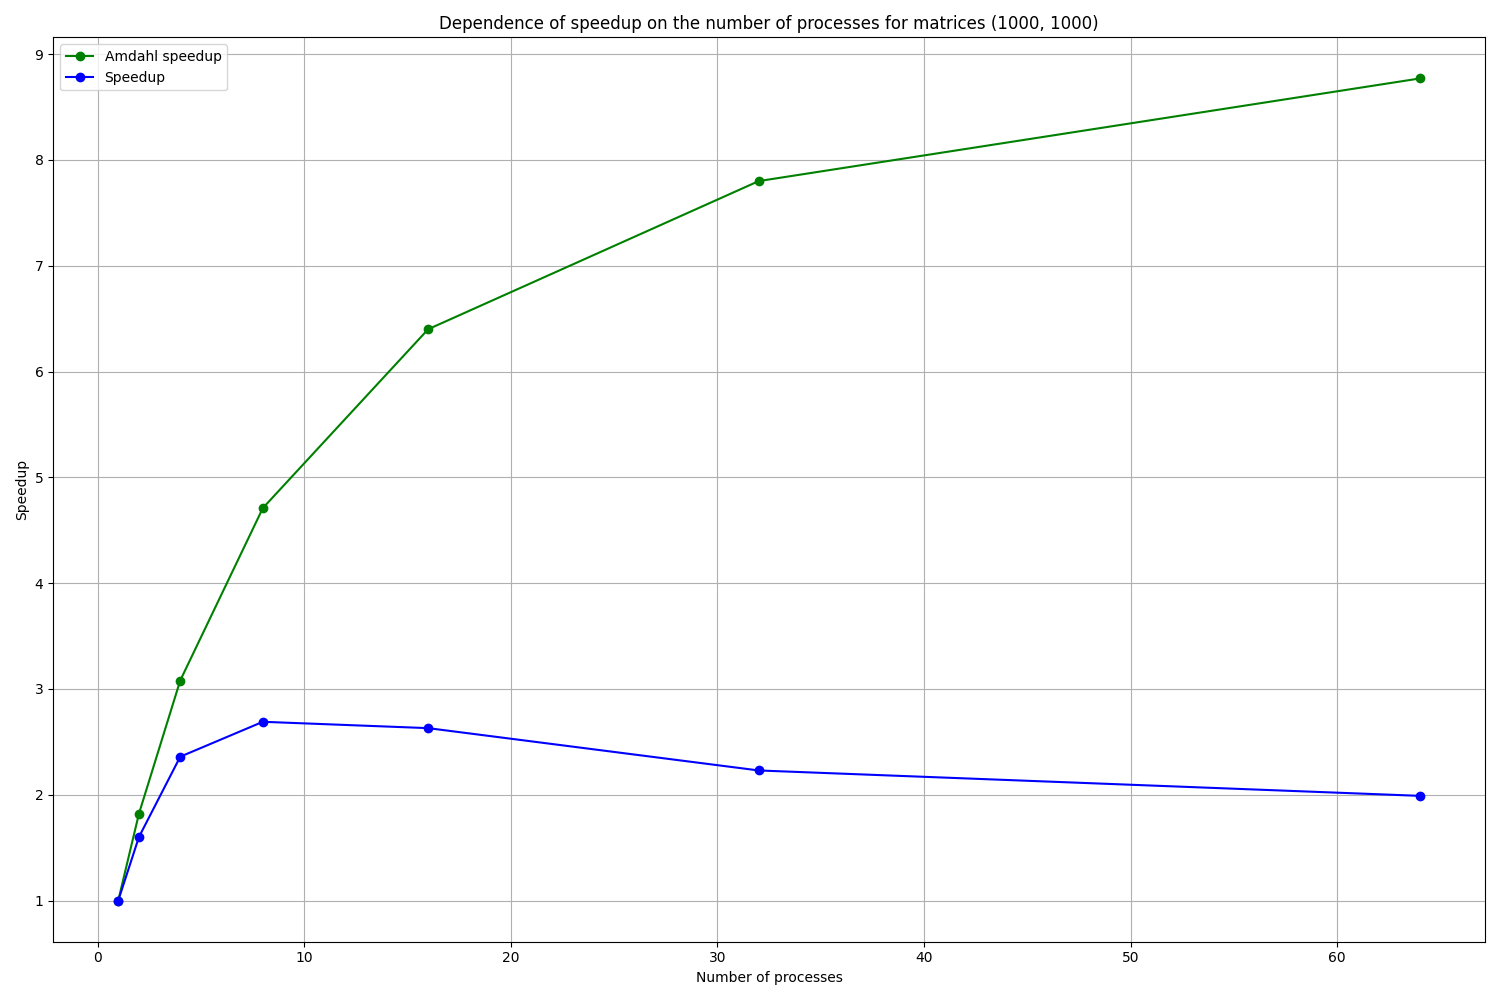 Dependence of speedup on the number of processes for matrices (1000, 1000)
Amdahl speedup
Speedup
9
8
7
6
5
4
3
2
1
Speedup
0 10 20 30 40 50 60
Number of processes